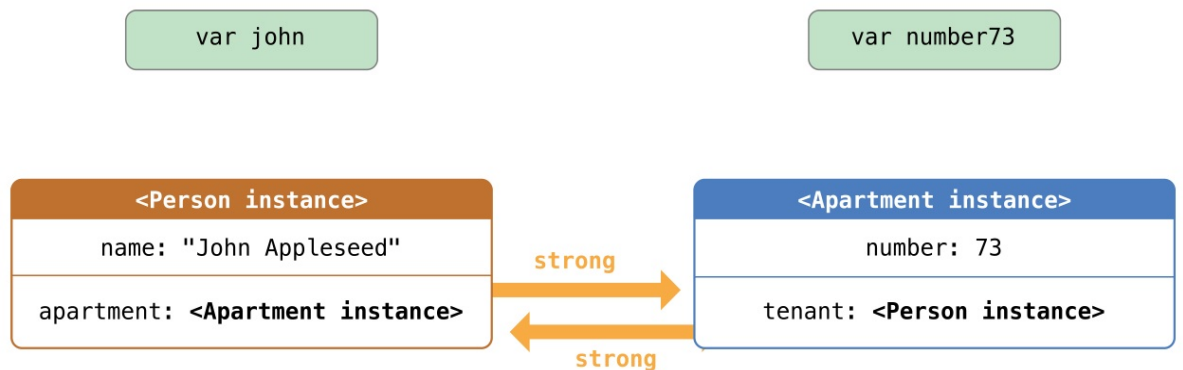 var john
var number73
<Person instance>
<Apartment instance>
name: "John Appleseed"
number: 73
strong
apartment: <Apartment instance>
tenant: <Person instance>
strong